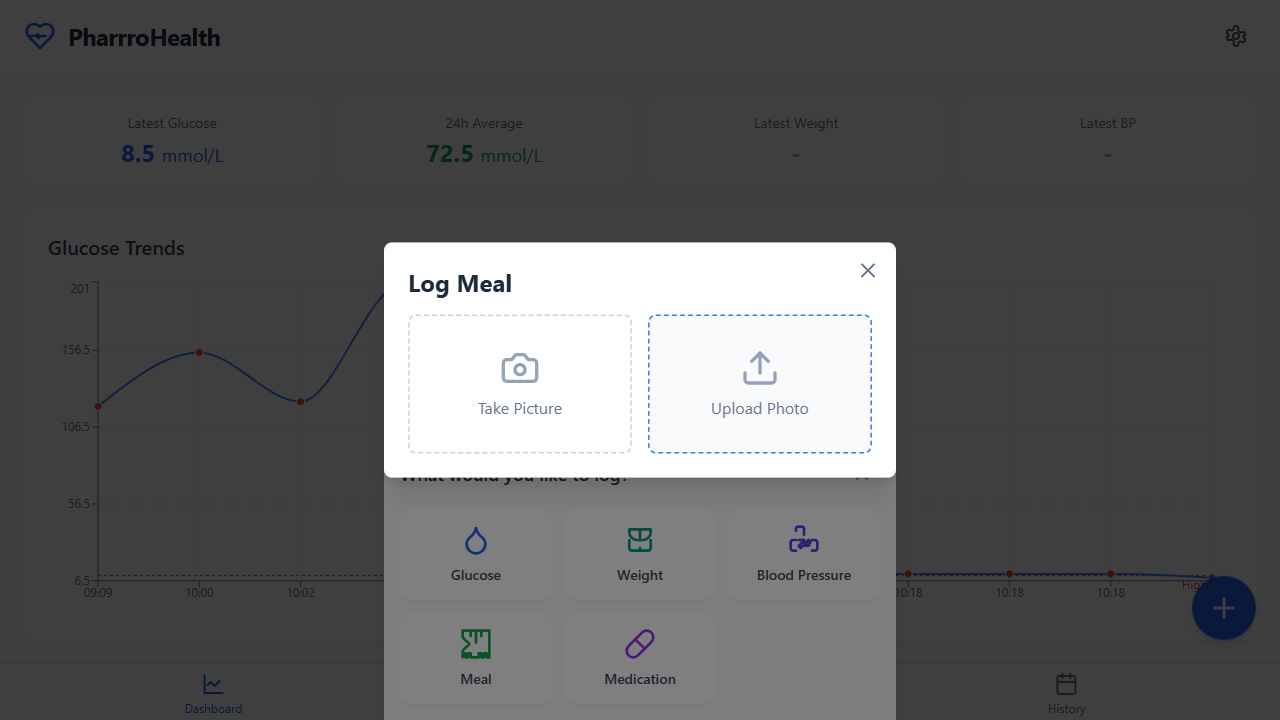 PharrroHealth
Latest Glucose
8.5 mmol/L
24h Average
72.5 mmol/L
Latest Weight
-
Latest BP
-
Glucose Trends
201
156.5
106.5
56.5
6.5
09:09
10:00
10:02
10:18
10:18
10:18
Log Meal
Take Picture
Upload Photo
What would you like to log?
Glucose
Weight
Blood Pressure
Meal
Medication
Dashboard
History